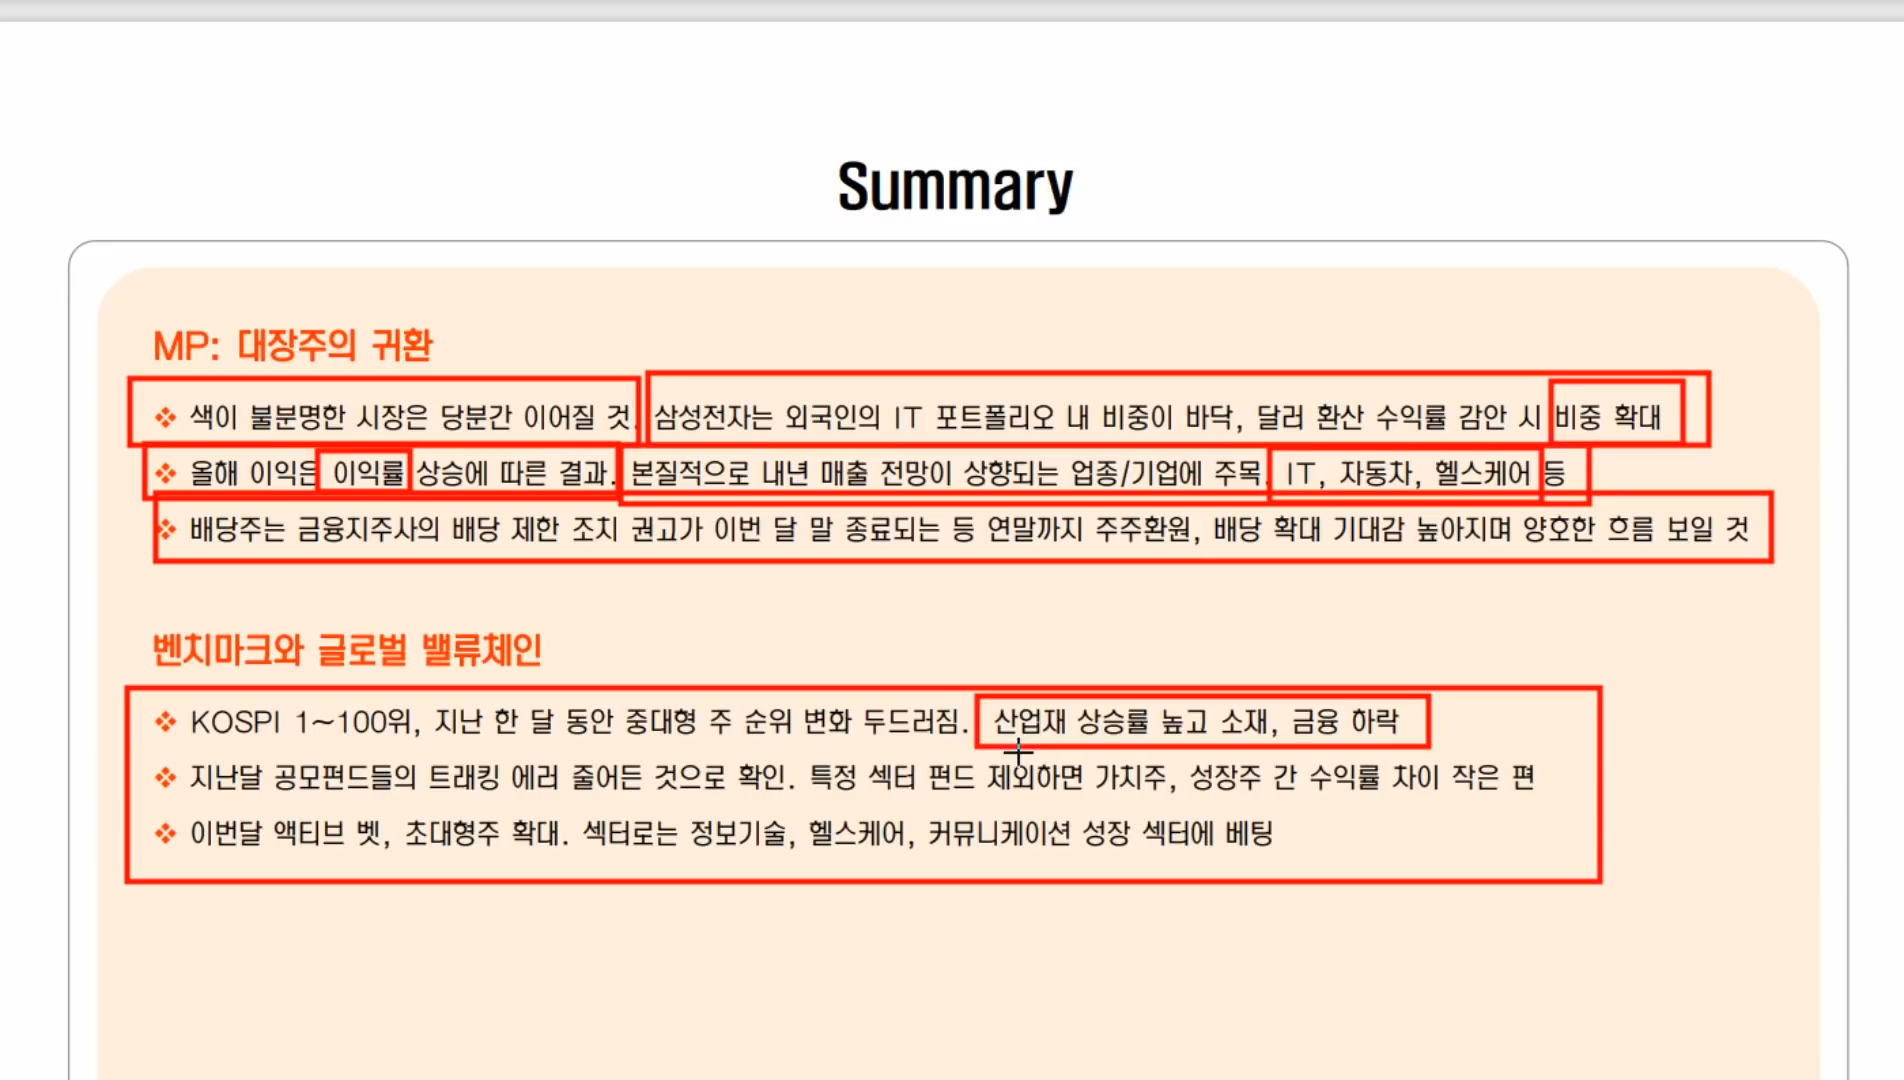 Summary
MP: 대장주의 귀환
❖ 색이 불분명한 시장은 당분간 이어질 것. 삼성전자는 외국인의 IT 포트폴리오 내 비중이 바닥, 달러 환산 수익률 감안 시 비중 확대
❖ 올해 이익은 이익률 상승에 따른 결과. 본질적으로 내년 매출 전망이 상향되는 업종/기업에 주목. IT, 자동차, 헬스케어 등
❖ 배당주는 금융지주사의 배당 제한 조치 권고가 이번 달 말 종료되는 등 연말까지 주주환원, 배당 확대 기대감 높아지며 양호한 흐름 보일 것
벤치마크와 글로벌 밸류체인
❖ KOSPI 1~100위, 지난 한 달 동안 중대형 주 순위 변화 두드러짐. 산업재 상승률 높고 소재, 금융 하락
❖ 지난달 공모펀드들의 트래킹 에러 줄어든 것으로 확인. 특정 섹터 펀드 제외하면 가치주, 성장주 간 수익률 차이 작은 편
❖ 이번달 액티브 벳, 초대형주 확대. 섹터로는 정보기술, 헬스케어, 커뮤니케이션 성장 섹터에 베팅